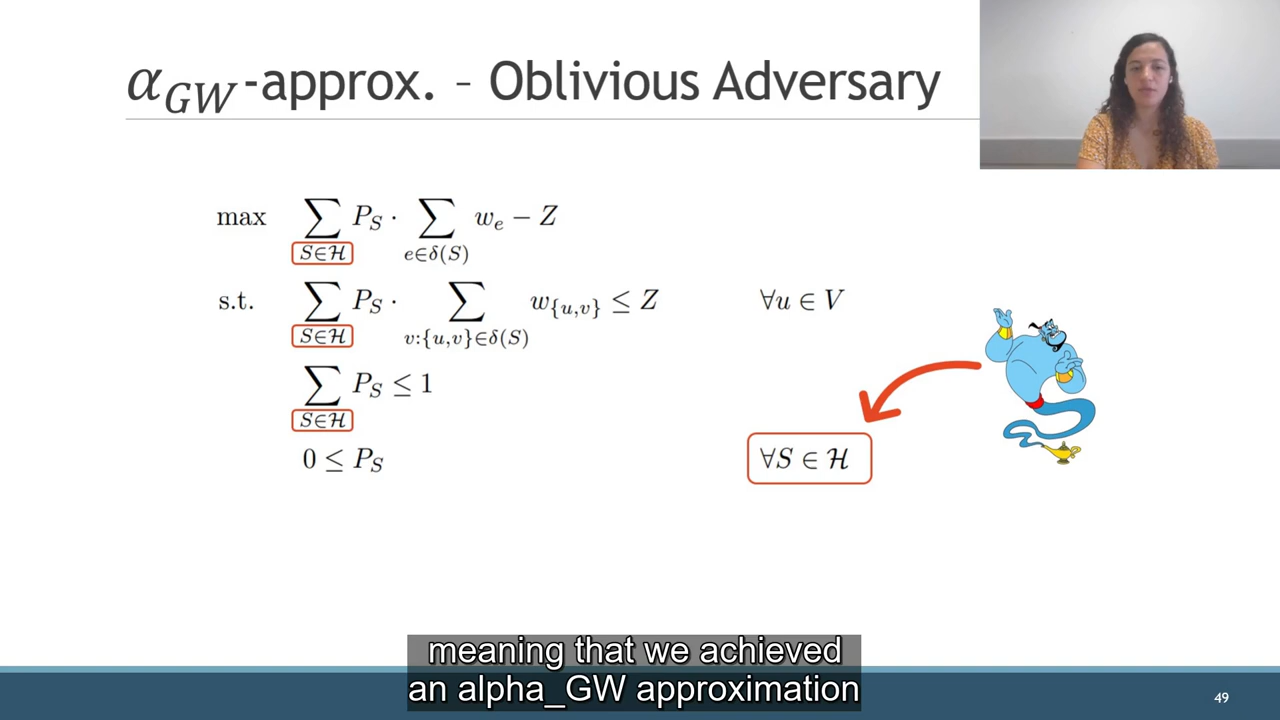 α_GW-approx. – Oblivious Adversary
max ∑_{S∈ℋ} P_S · ∑_{e∈δ(S)} w_e − Z
s.t. ∑_{S∈ℋ} P_S · ∑_{v:{u,v}∈δ(S)} w_{{u,v}} ≤ Z ∀u ∈ V
∑_{S∈ℋ} P_S ≤ 1
0 ≤ P_S ∀S ∈ ℋ
meaning that we achieved
an alpha_GW approximation
49